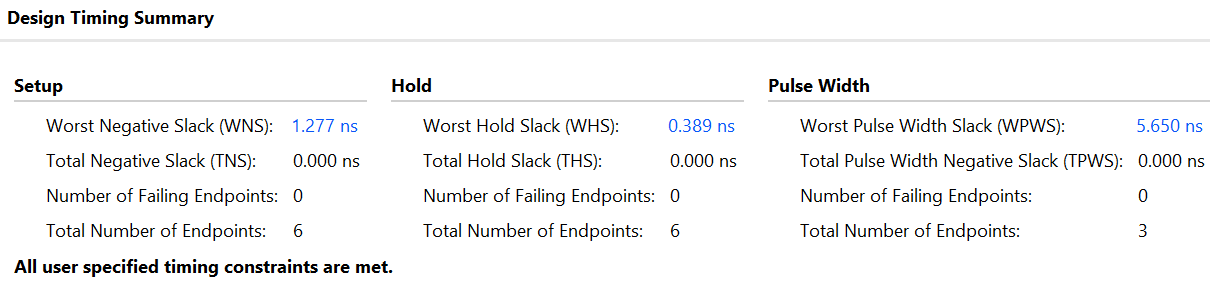 Design Timing Summary
Setup Hold Pulse Width
Worst Negative Slack (WNS): 1.277 ns Worst Hold Slack (WHS): 0.389 ns Worst Pulse Width Slack (WPWS): 5.650 ns
Total Negative Slack (TNS): 0.000 ns Total Hold Slack (THS): 0.000 ns Total Pulse Width Negative Slack (TPWS): 0.000 ns
Number of Failing Endpoints: 0 Number of Failing Endpoints: 0 Number of Failing Endpoints: 0
Total Number of Endpoints: 6 Total Number of Endpoints: 6 Total Number of Endpoints: 3
All user specified timing constraints are met.